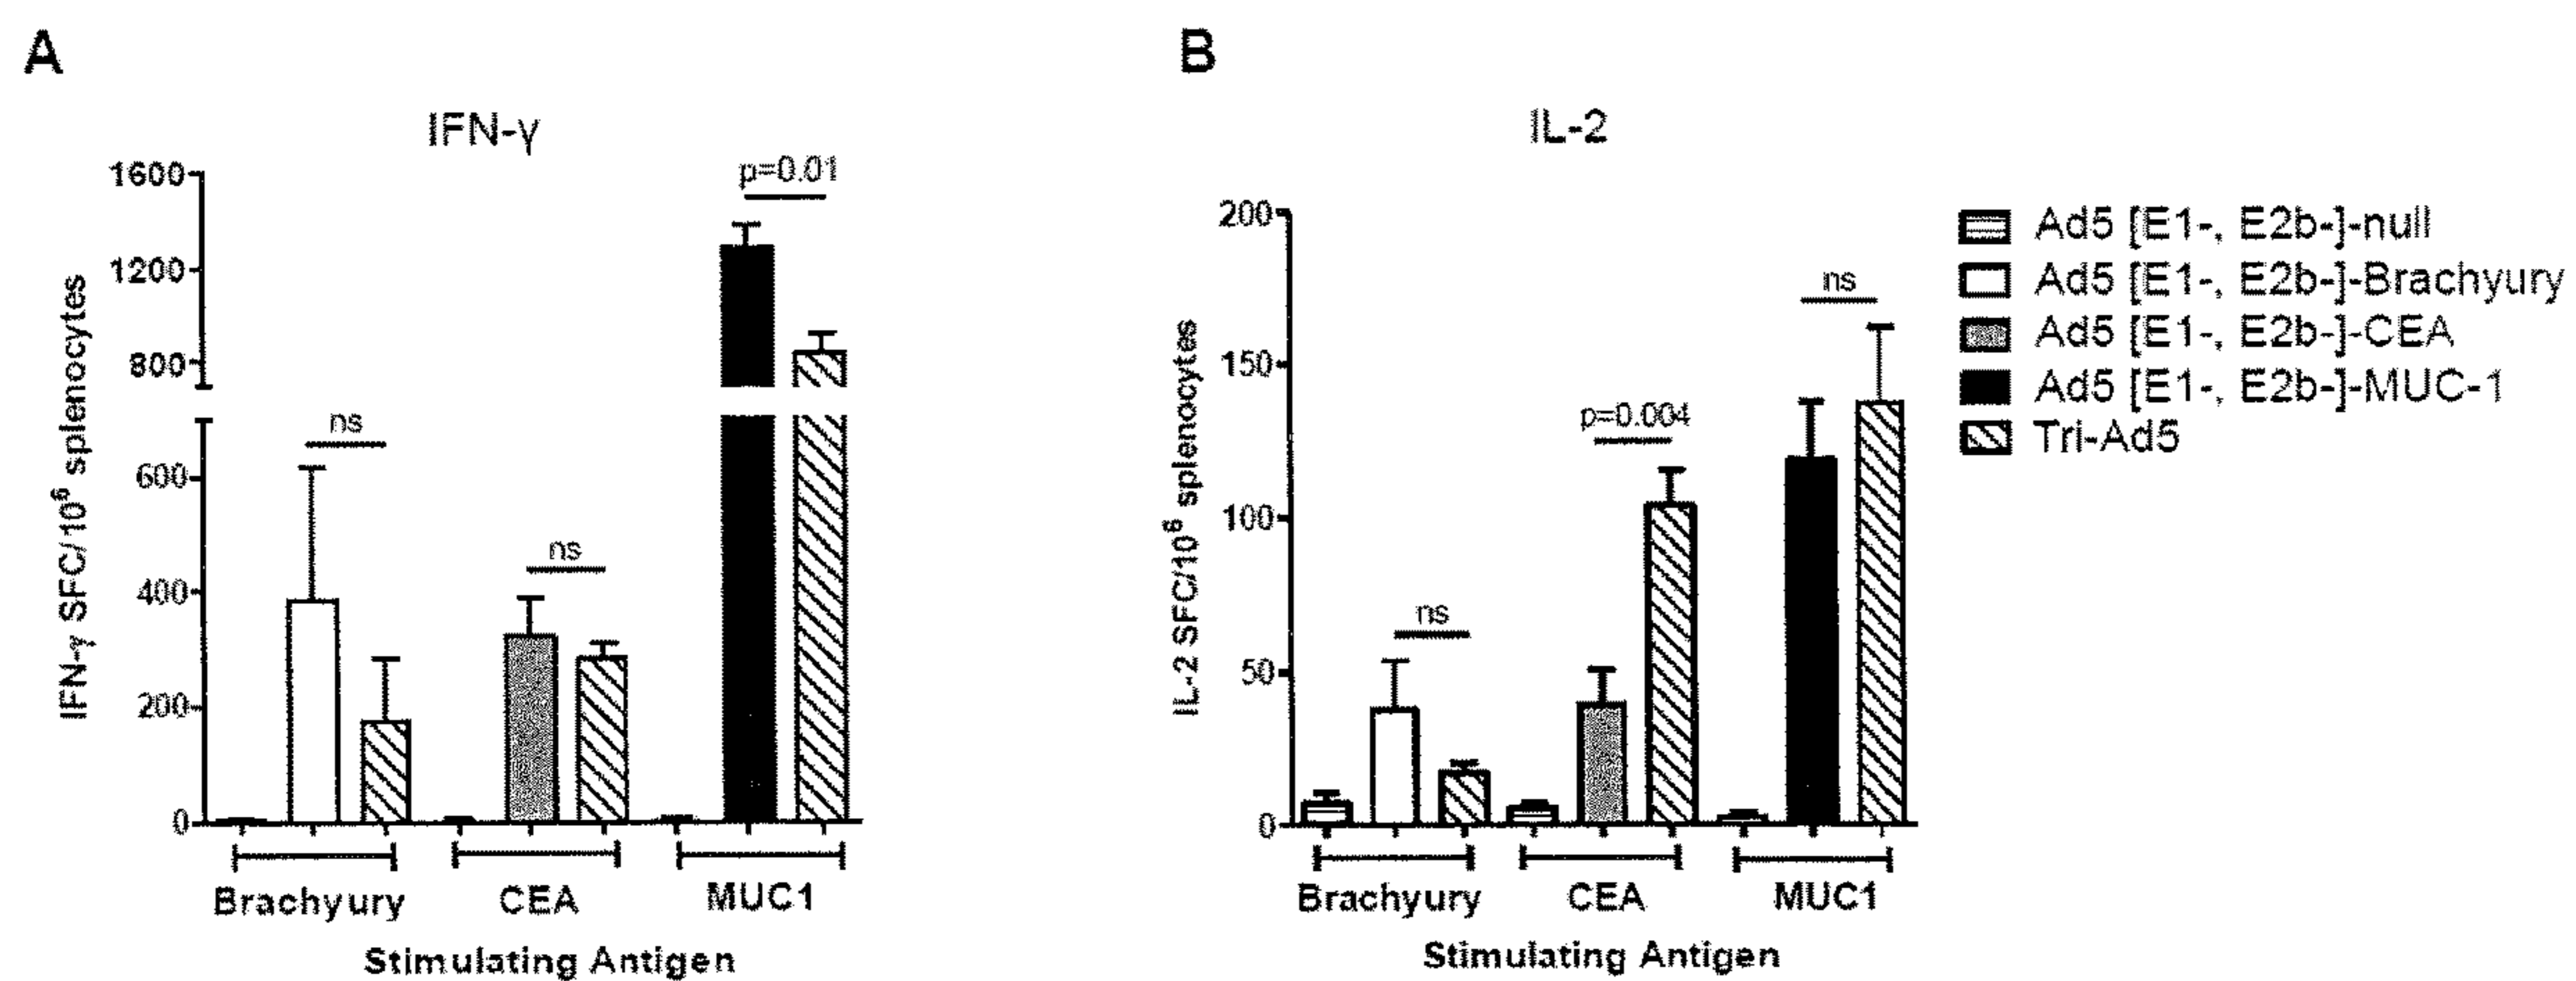 A
IFN-γ
IFN-γ SFC/10⁶ splenocytes
1600
1200
800
600
400
200
0
p=0.01
ns
ns
Brachyury
CEA
MUC1
Stimulating Antigen
B
IL-2
IL-2 SFC/10⁶ splenocytes
200
150
100
50
0
ns
p=0.004
ns
Brachyury
CEA
MUC1
Stimulating Antigen
Ad5 [E1-, E2b-]-null
Ad5 [E1-, E2b-]-Brachyury
Ad5 [E1-, E2b-]-CEA
Ad5 [E1-, E2b-]-MUC-1
Tri-Ad5